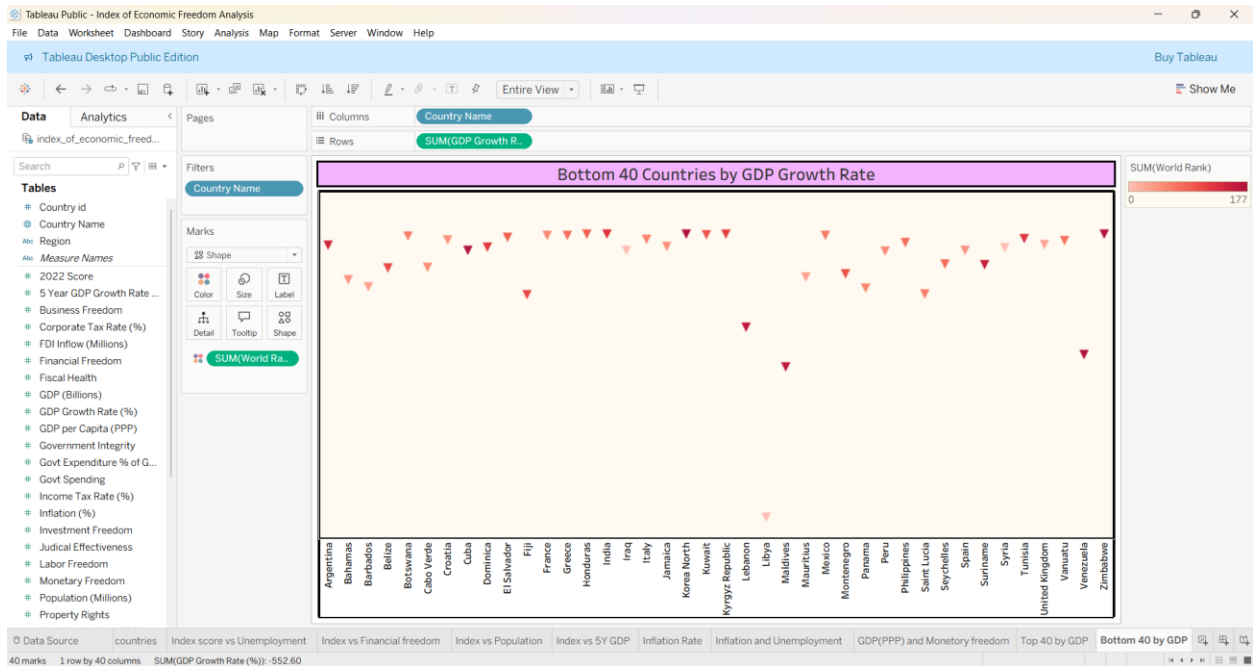 Tableau Public - Index of Economic Freedom Analysis
File Data Worksheet Dashboard Story Analysis Map Format Server Window Help
Tableau Desktop Public Edition
Buy Tableau
Entire View
Show Me
Data
Analytics
index_of_economic_freed...
Search
Tables
# Country id
Country Name
Abc Region
Abc Measure Names
# 2022 Score
# 5 Year GDP Growth Rate ...
# Business Freedom
# Corporate Tax Rate (%)
# FDI Inflow (Millions)
# Financial Freedom
# Fiscal Health
# GDP (Billions)
# GDP Growth Rate (%)
# GDP per Capita (PPP)
# Government Integrity
# Govt Expenditure % of G...
# Govt Spending
# Income Tax Rate (%)
# Inflation (%)
# Investment Freedom
# Judical Effectiveness
# Labor Freedom
# Monetary Freedom
# Population (Millions)
# Property Rights
Pages
Filters
Country Name
Marks
Shape
Color
Size
Label
Detail
Tooltip
Shape
SUM(World Ra..
Columns
Country Name
Rows
SUM(GDP Growth R..
Bottom 40 Countries by GDP Growth Rate
Argentina
Bahamas
Barbados
Belize
Botswana
Cabo Verde
Croatia
Cuba
Dominica
El Salvador
Fiji
France
Greece
Honduras
India
Iraq
Italy
Jamaica
Korea North
Kuwait
Kyrgyz Republic
Lebanon
Libya
Maldives
Mauritius
Mexico
Montenegro
Panama
Peru
Philippines
Saint Lucia
Seychelles
Spain
Suriname
Syria
Tunisia
United Kingdom
Vanuatu
Venezuela
Zimbabwe
SUM(World Rank)
0
177
Data Source
countries
Index score vs Unemployment
Index vs Financial freedom
Index vs Population
Index vs 5Y GDP
Inflation Rate
Inflation and Unemployment
GDP(PPP) and Monetory freedom
Top 40 by GDP
Bottom 40 by GDP
40 marks 1 row by 40 columns SUM(GDP Growth Rate (%)): -552.60